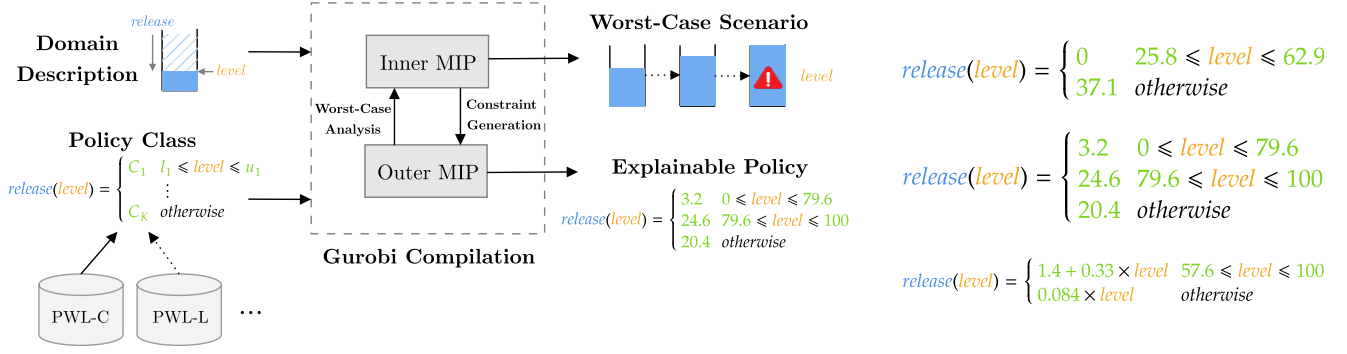 Domain
Description
release
level
Policy Class
release(level) = { C₁ l₁ ⩽ level ⩽ u₁
⋮
C_K otherwise
PWL-C
PWL-L
...
Inner MIP
Worst-Case
Analysis
Constraint
Generation
Outer MIP
Gurobi Compilation
Worst-Case Scenario
level
Explainable Policy
release(level) = { 3.2 0 ⩽ level ⩽ 79.6
24.6 79.6 ⩽ level ⩽ 100
20.4 otherwise
release(level) = { 0 25.8 ⩽ level ⩽ 62.9
37.1 otherwise
release(level) = { 3.2 0 ⩽ level ⩽ 79.6
24.6 79.6 ⩽ level ⩽ 100
20.4 otherwise
release(level) = { 1.4 + 0.33 × level 57.6 ⩽ level ⩽ 100
0.084 × level otherwise